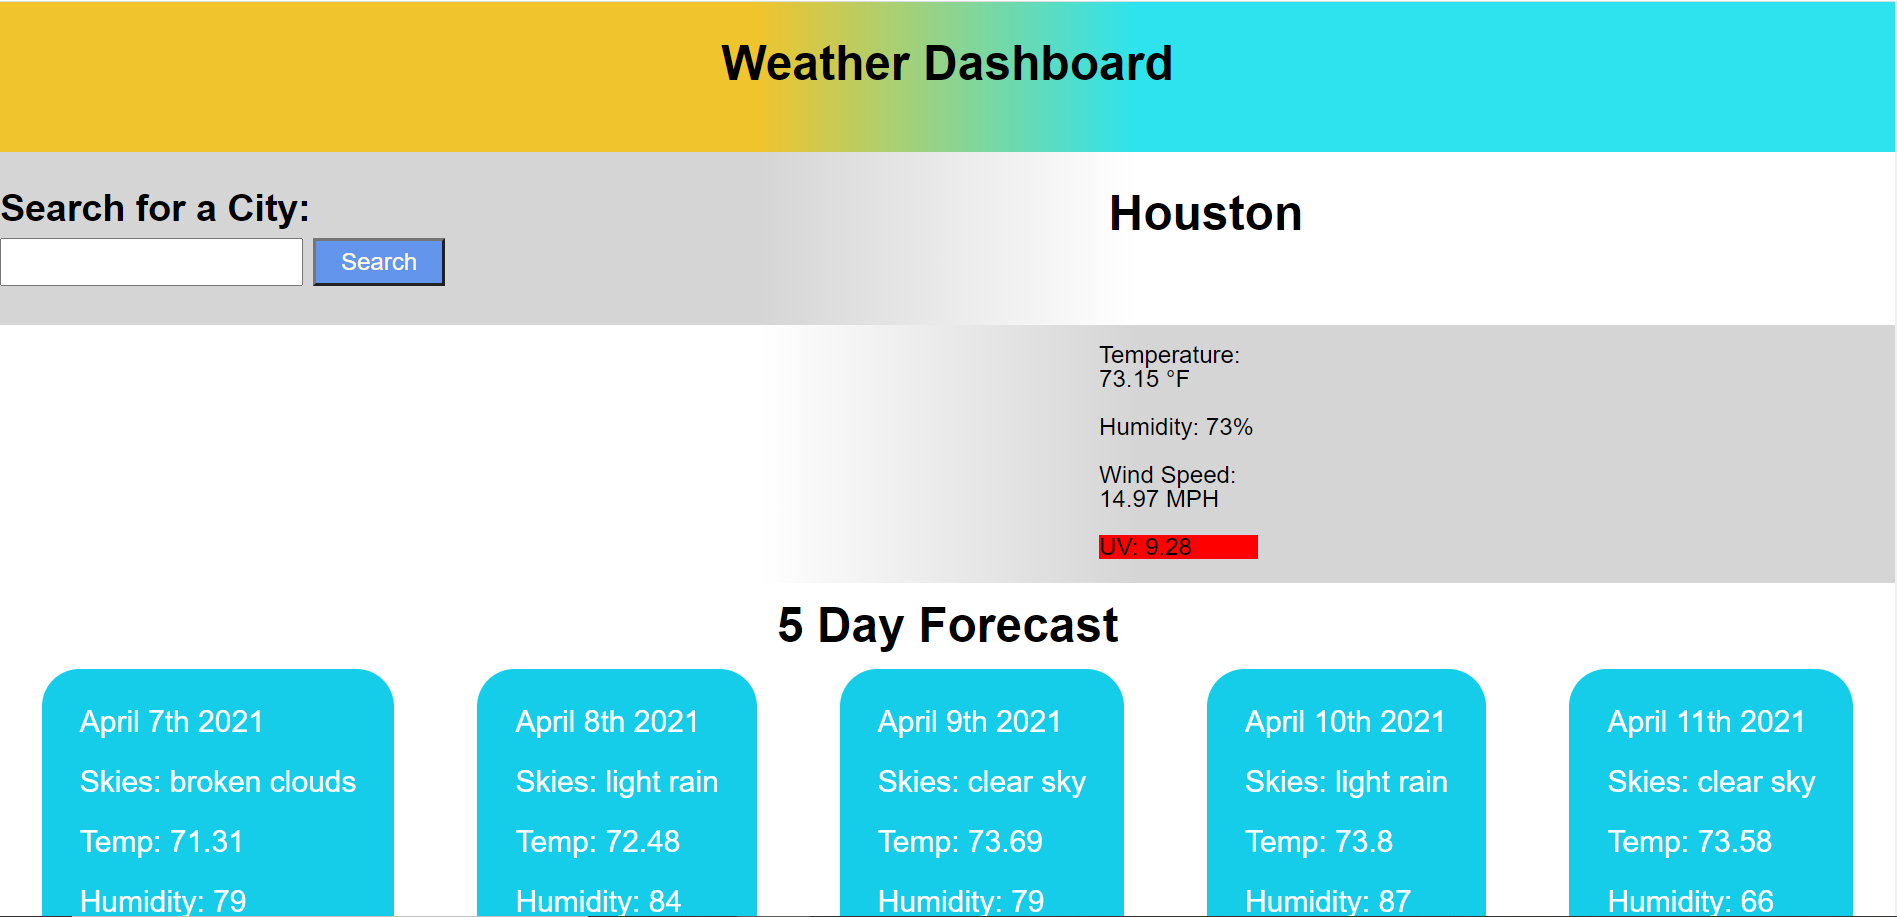 Weather Dashboard
Search for a City:
Search
Houston
Temperature:
73.15 °F
Humidity: 73%
Wind Speed:
14.97 MPH
UV: 9.28
5 Day Forecast
April 7th 2021
Skies: broken clouds
Temp: 71.31
Humidity: 79
April 8th 2021
Skies: light rain
Temp: 72.48
Humidity: 84
April 9th 2021
Skies: clear sky
Temp: 73.69
Humidity: 79
April 10th 2021
Skies: light rain
Temp: 73.8
Humidity: 87
April 11th 2021
Skies: clear sky
Temp: 73.58
Humidity: 66